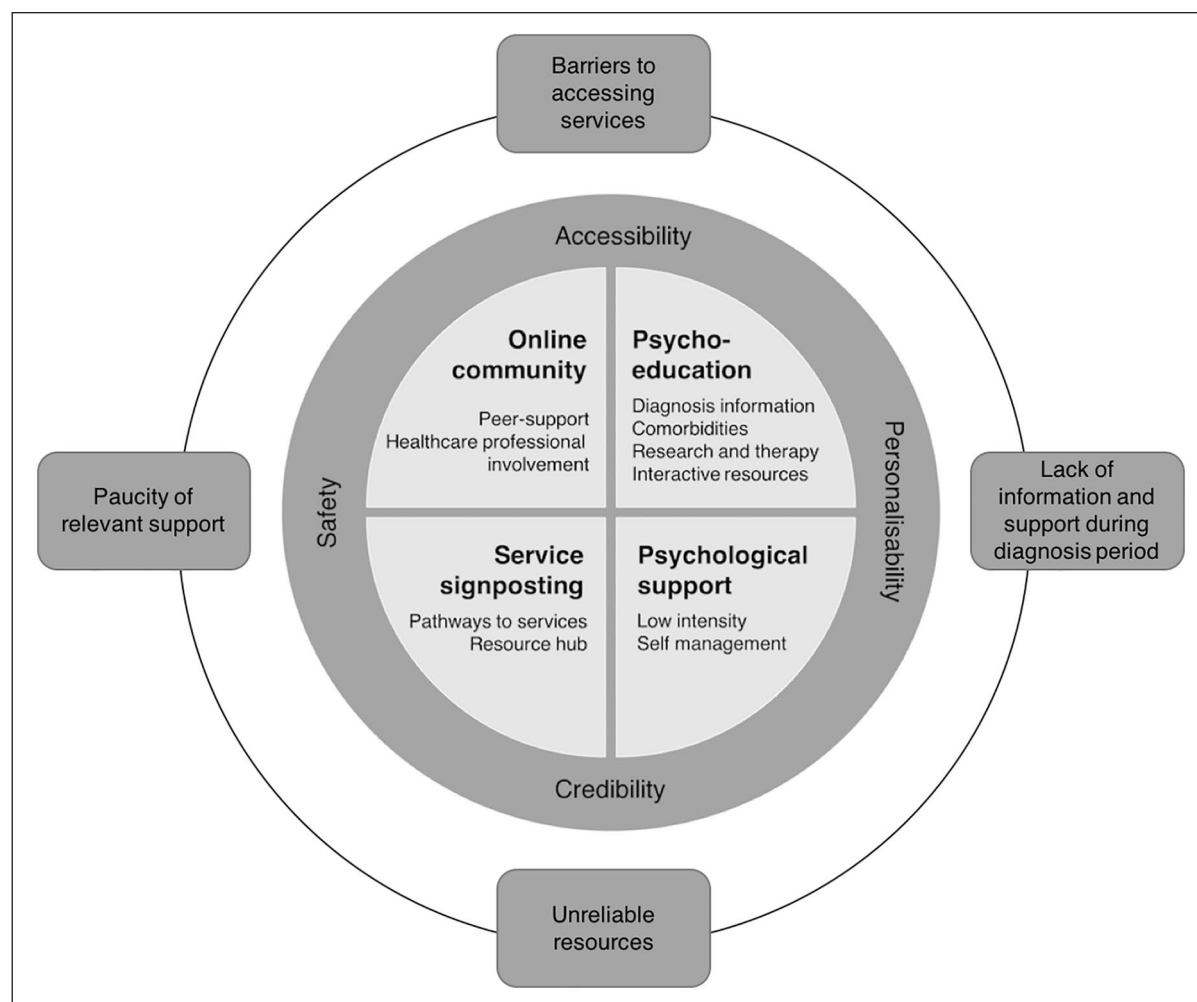 Barriers to
accessing
services
Accessibility
Online
community
Peer-support
Healthcare professional
involvement
Psycho-
education
Diagnosis information
Comorbidities
Research and therapy
Interactive resources
Personalisability
Safety
Paucity of
relevant support
Lack of
information and
support during
diagnosis period
Service
signposting
Pathways to services
Resource hub
Psychological
support
Low intensity
Self management
Credibility
Unreliable
resources